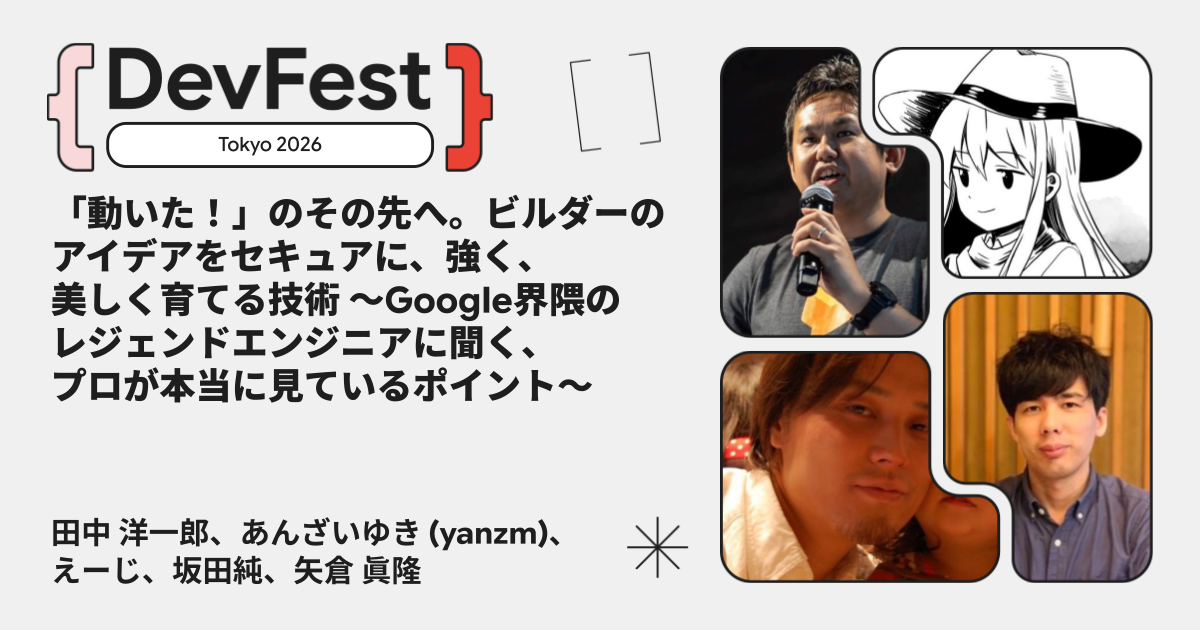 DevFest
Tokyo 2026
「動いた！」のその先へ。ビルダーの
アイデアをセキュアに、強く、
美しく育てる技術 〜Google界隈の
レジェンドエンジニアに聞く、
プロが本当に見ているポイント〜
田中 洋一郎、あんざいゆき (yanzm)、
えーじ、坂田純、矢倉 眞隆